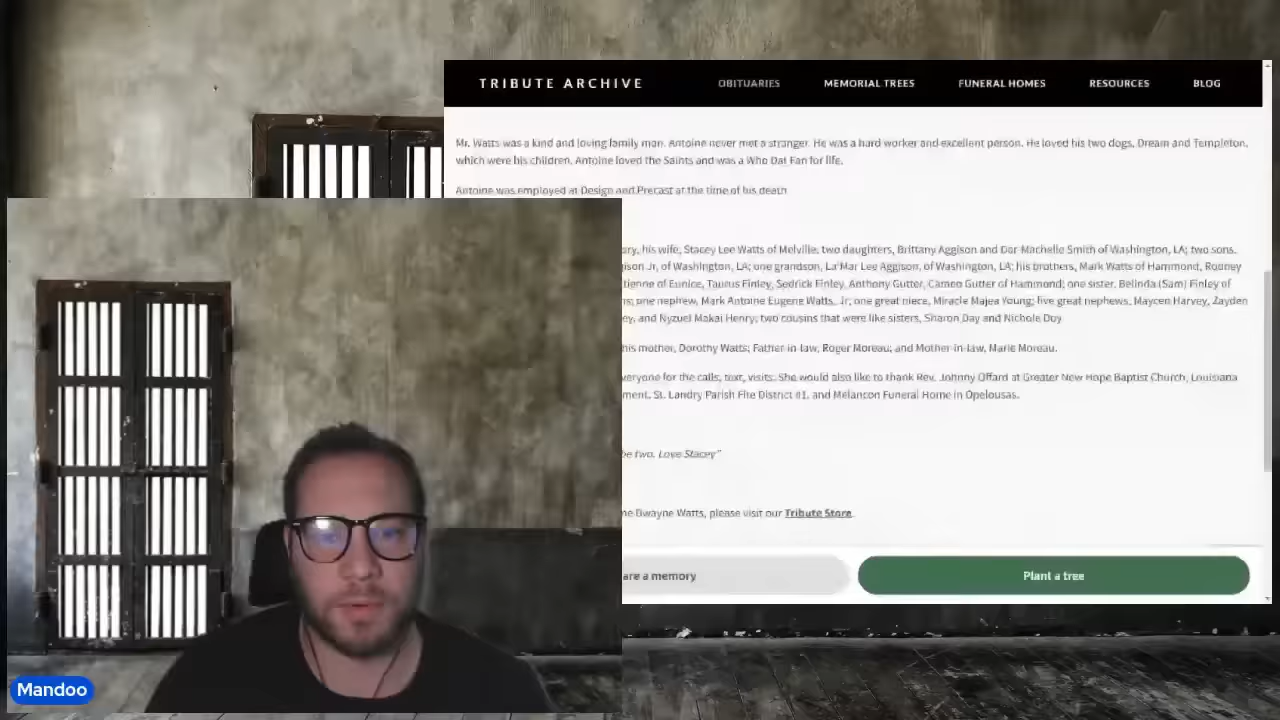 TRIBUTE ARCHIVE OBITUARIES MEMORIAL TREES FUNERAL HOMES RESOURCES BLOG
Mr. Watts was a kind and loving family man. Antoine never met a stranger. He was a hard worker and excellent person. He loved his two dogs, Dream and Templeton,
which were his children. Antoine loved the Saints and was a Who Dat Fan for life.
Antoine was employed at Design and Precast at the time of his death
his wife, Stacey Lee Watts of Melville; two daughters, Brittany Aggison and Dar-Machelle Smith of Washington, LA; two sons,
Jr, of Washington, LA; one grandson, La'Mar Lee Aggison, of Washington, LA; his brothers, Mark Watts of Hammond, Rodney
of Eunice, Taurus Finley, Sedrick Finley, Anthony Gutter, Cameo Gutter of Hammond; one sister, Belinda (Sam) Finley of
one nephew, Mark Antoine Eugene Watts, Jr; one great niece, Miracle Majea Young; five great nephews, Maycen Harvey, Zayden
and Nyzuel Makai Henry; two cousins that were like sisters, Sharon Day and Nichole Doy
his mother, Dorothy Watts; Father-in-law, Roger Moreau; and Mother-in-law, Marie Moreau.
everyone for the calls, text, visits. She would also like to thank Rev. Johnny Offard at Greater New Hope Baptist Church, Louisiana
St. Landry Parish Fire District #1, and Melancon Funeral Home in Opelousas.
be two. Love Stacey"
Dwayne Watts, please visit our Tribute Store.
are a memory Plant a tree
Mandoo